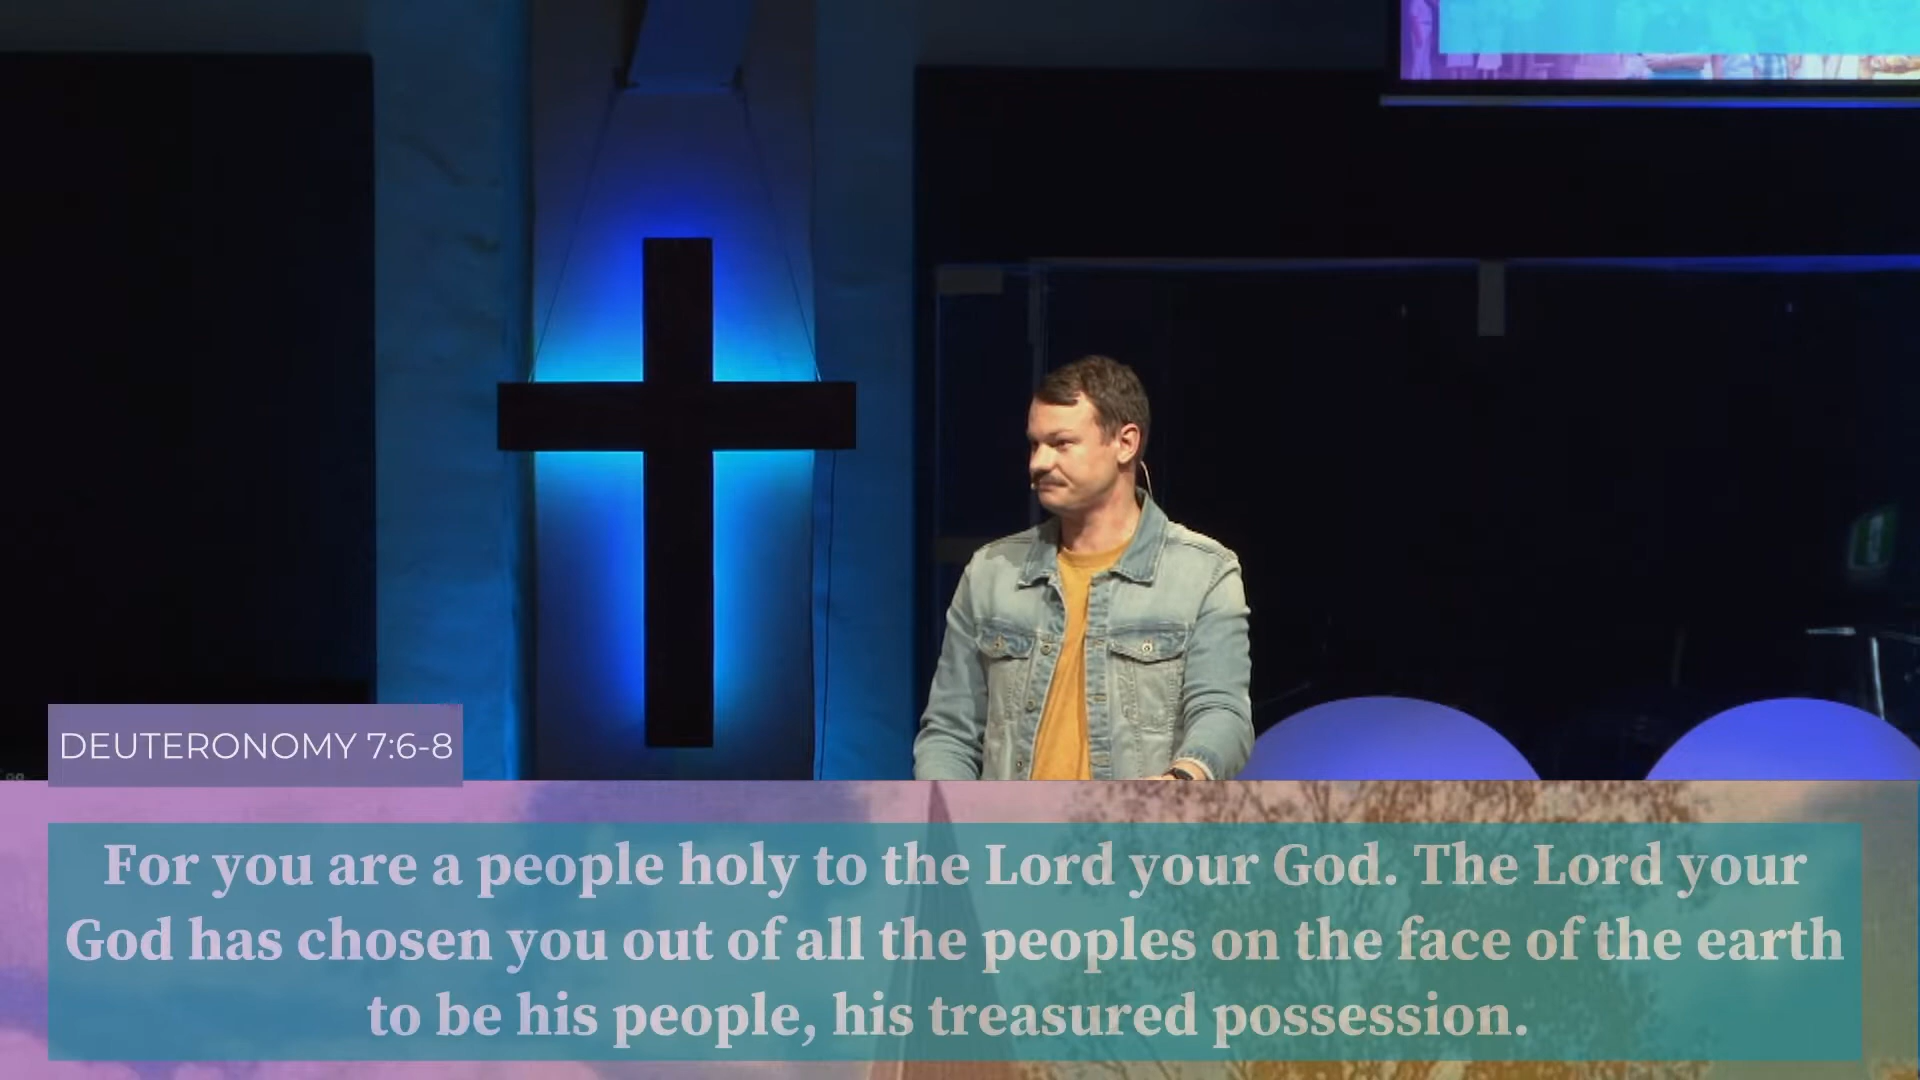 DEUTERONOMY 7:6-8
For you are a people holy to the Lord your God. The Lord your
God has chosen you out of all the peoples on the face of the earth
to be his people, his treasured possession.